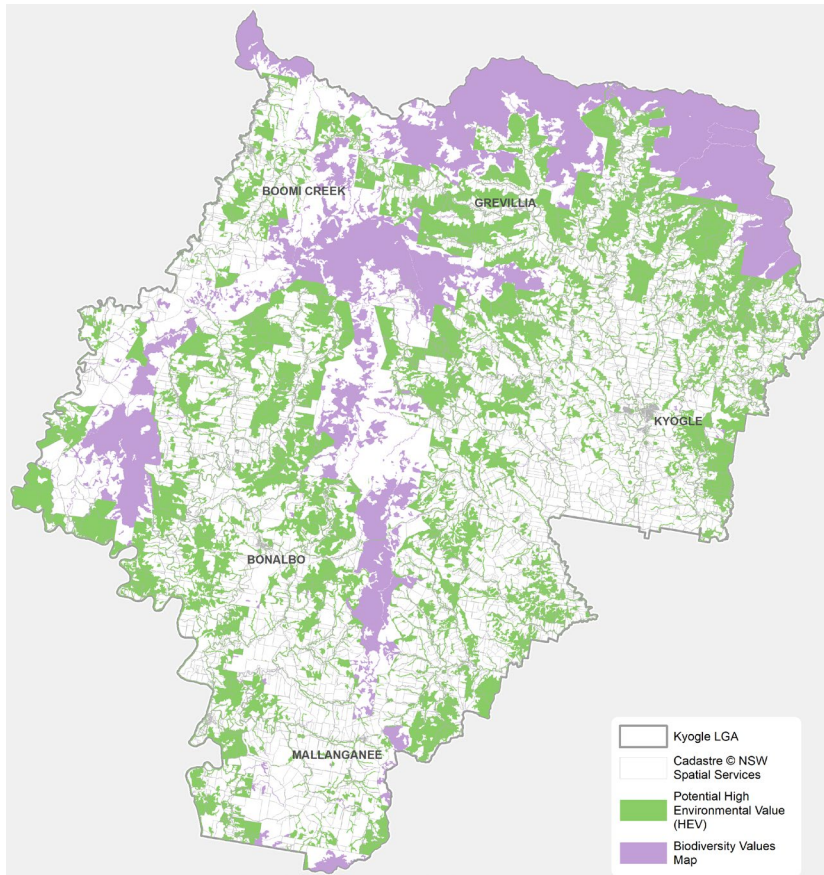 BOOMI CREEK
GREVILLIA
KYOGLE
BONALBO
MALLANGANEE
Kyogle LGA
Cadastre © NSW
Spatial Services
Potential High
Environmental Value
(HEV)
Biodiversity Values
Map